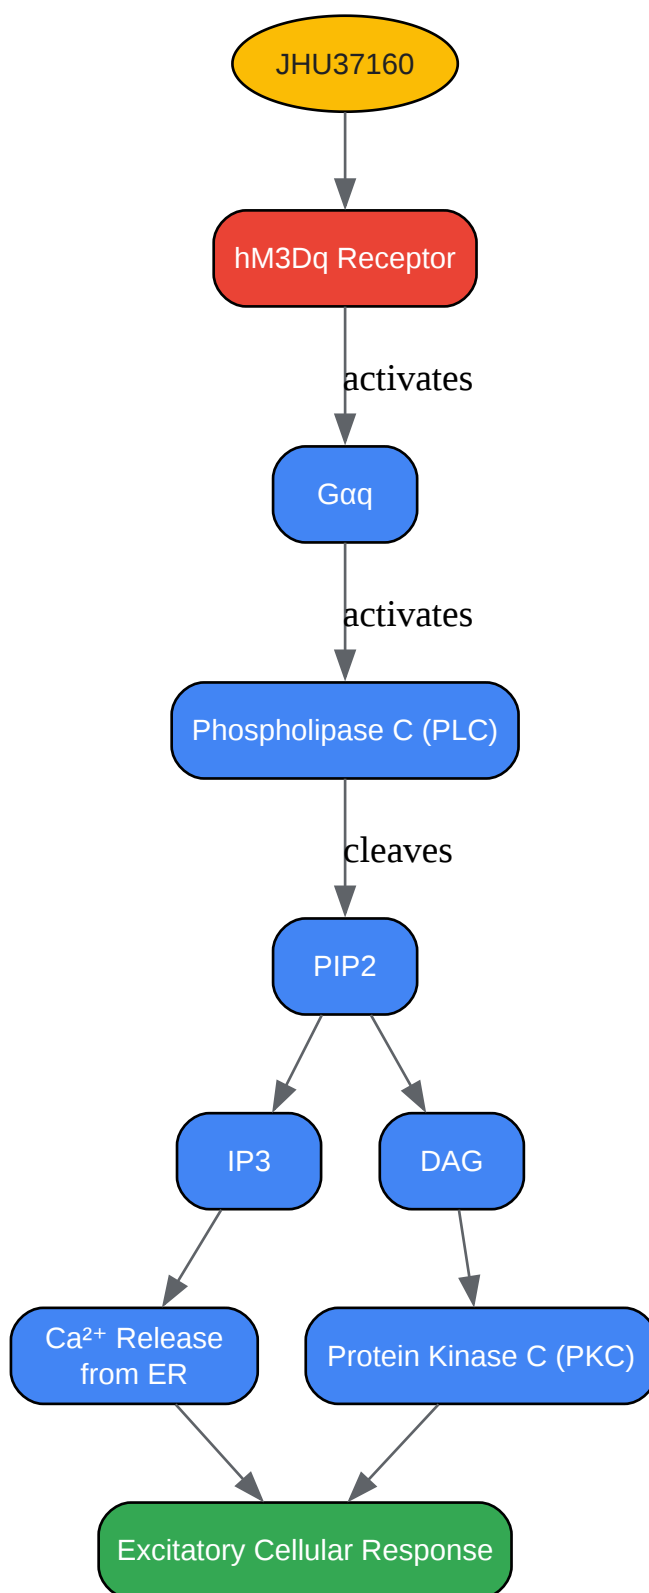 JHU37160
hM3Dq Receptor
activates
Gαq
activates
Phospholipase C (PLC)
cleaves
PIP2
IP3
DAG
Ca²⁺ Release
from ER
Protein Kinase C (PKC)
Excitatory Cellular Response